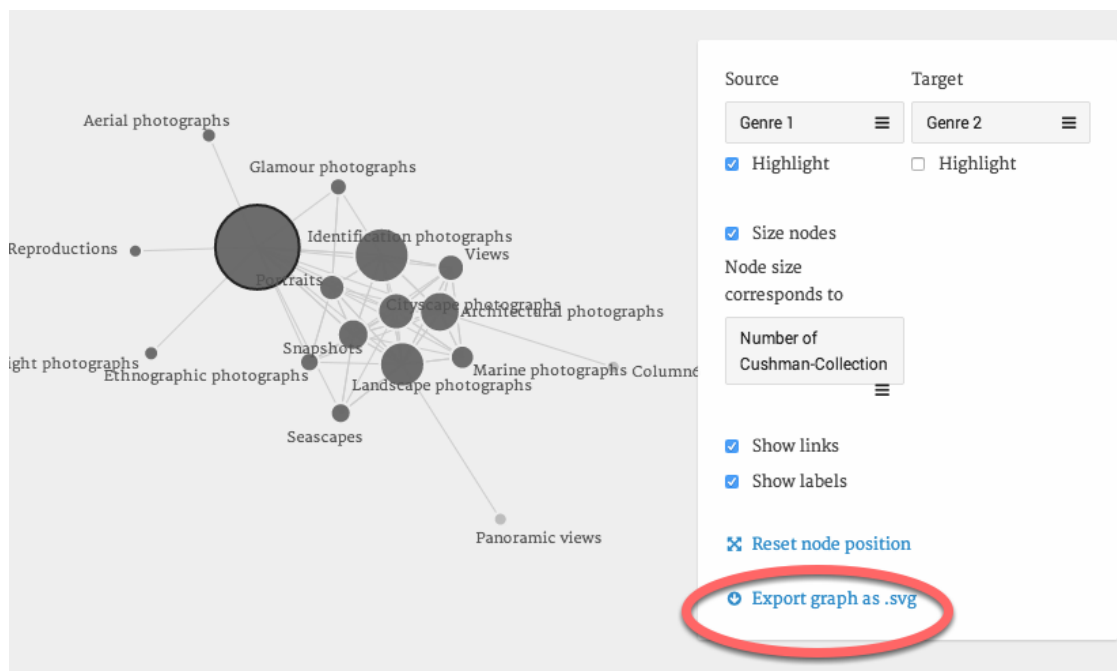 Aerial photographs
Glamour photographs
Reproductions
Identification photographs
Views
Portraits
Cityscape photographs
Architectural photographs
Snapshots
ight photographs
Ethnographic photographs
Marine photographs
Landscape photographs
Seascapes
Panoramic views
Source
Target
Genre 1
Genre 2
Highlight
Highlight
Size nodes
Node size
corresponds to
Number of
Cushman-Collection
Show links
Show labels
Reset node position
Export graph as .svg